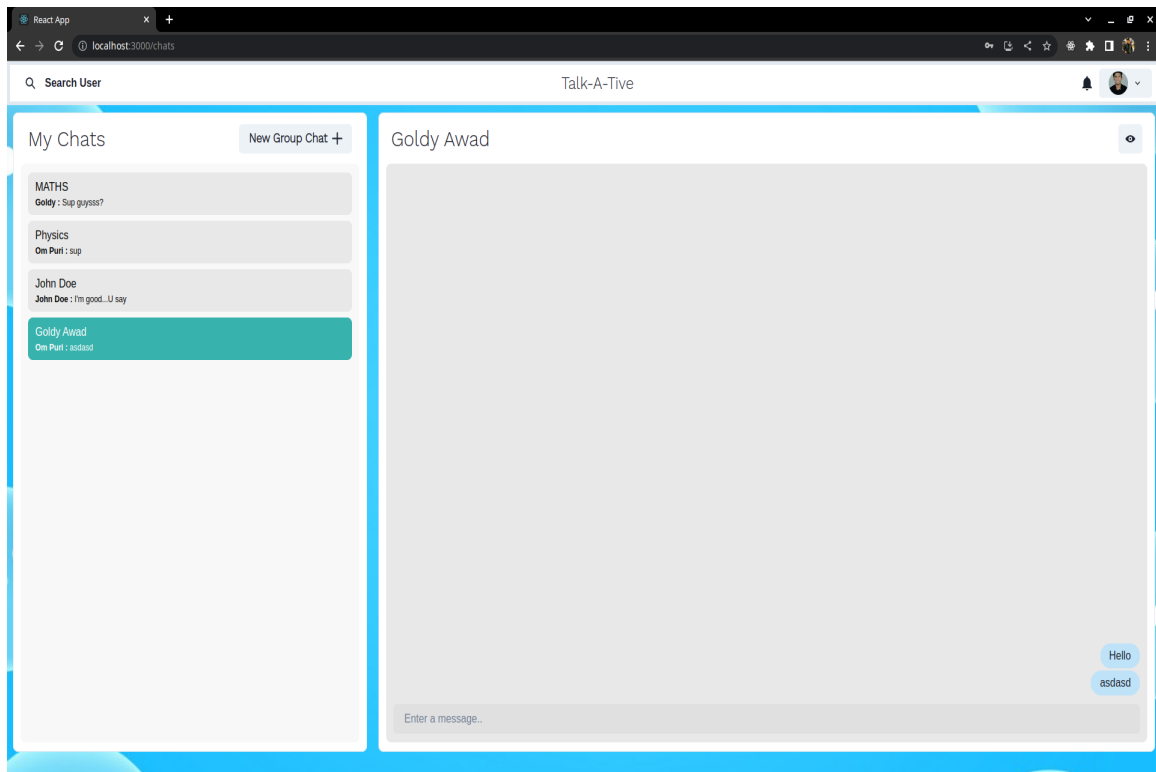 React App
localhost:3000/chats
Search User
Talk-A-Tive
My Chats
New Group Chat +
MATHS
Goldy : Sup guysss?
Physics
Om Puri : sup
John Doe
John Doe : I'm good...U say
Goldy Awad
Om Puri : asdasd
Goldy Awad
Hello
asdasd
Enter a message..